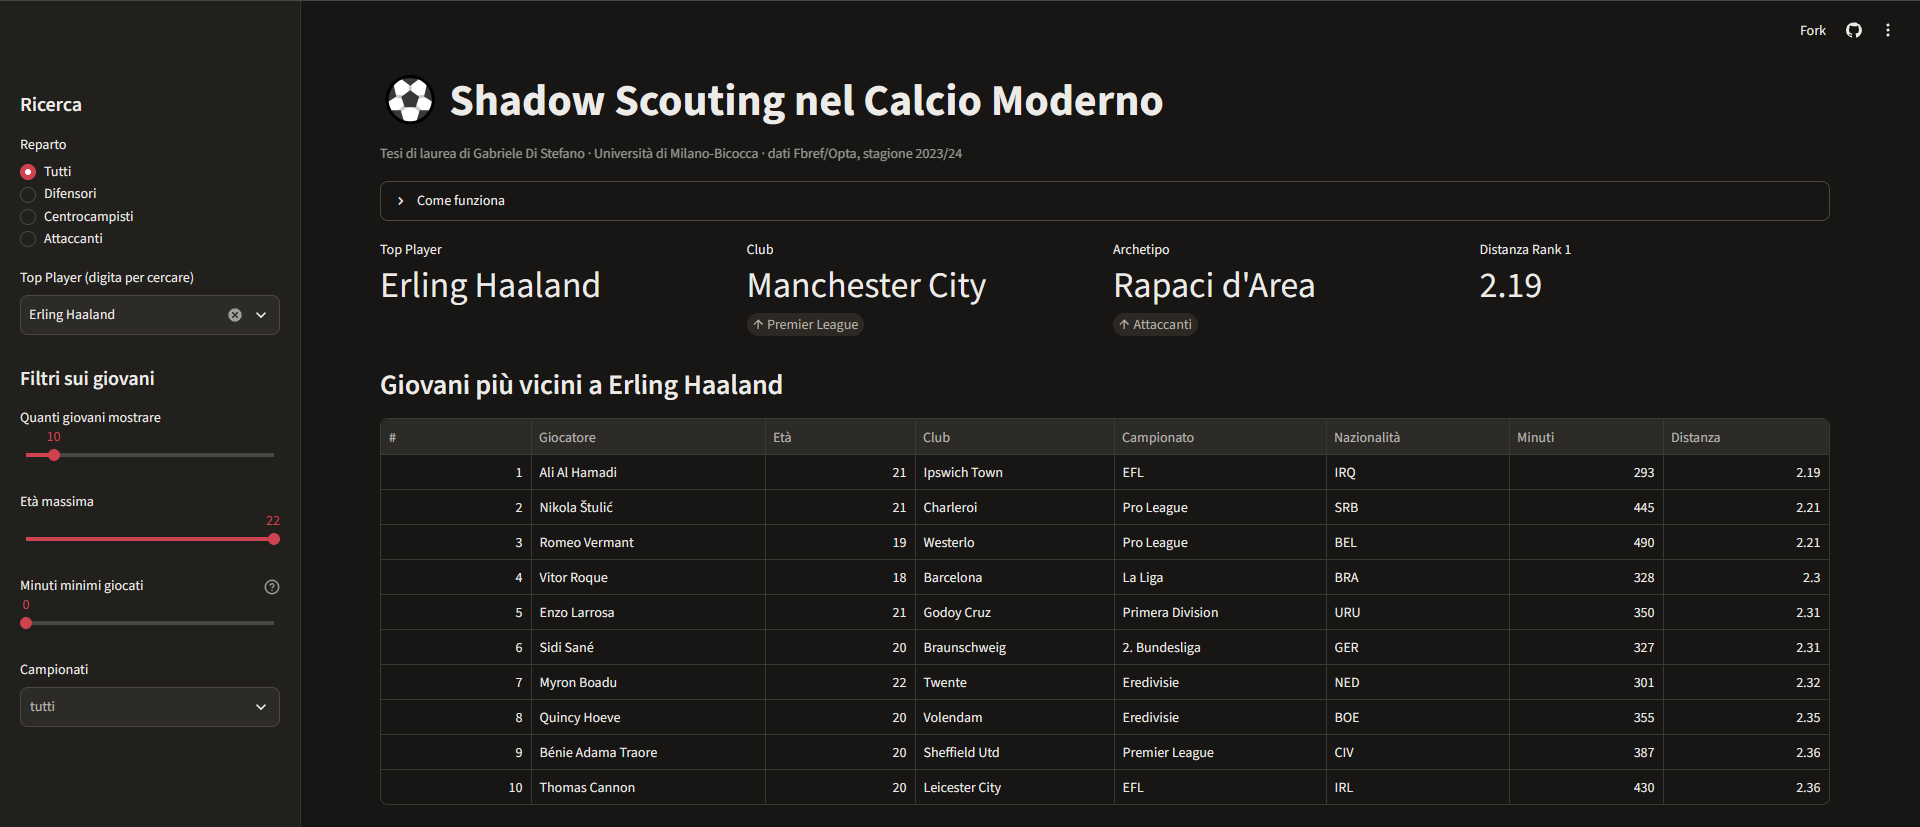 Fork
Ricerca
Reparto
Tutti
Difensori
Centrocampisti
Attaccanti
Top Player (digita per cercare)
Erling Haaland
Filtri sui giovani
Quanti giovani mostrare
10
Età massima
22
Minuti minimi giocati
0
Campionati
tutti
Shadow Scouting nel Calcio Moderno
Tesi di laurea di Gabriele Di Stefano · Università di Milano-Bicocca · dati Fbref/Opta, stagione 2023/24
Come funziona
Top Player Club Archetipo Distanza Rank 1
Erling Haaland Manchester City Rapaci d'Area 2.19
↑ Premier League ↑ Attaccanti
Giovani più vicini a Erling Haaland
# Giocatore Età Club Campionato Nazionalità Minuti Distanza
1 Ali Al Hamadi 21 Ipswich Town EFL IRQ 293 2.19
2 Nikola Štulić 21 Charleroi Pro League SRB 445 2.21
3 Romeo Vermant 19 Westerlo Pro League BEL 490 2.21
4 Vitor Roque 18 Barcelona La Liga BRA 328 2.3
5 Enzo Larrosa 21 Godoy Cruz Primera Division URU 350 2.31
6 Sidi Sané 20 Braunschweig 2. Bundesliga GER 327 2.31
7 Myron Boadu 22 Twente Eredivisie NED 301 2.32
8 Quincy Hoeve 20 Volendam Eredivisie BOE 355 2.35
9 Bénie Adama Traore 20 Sheffield Utd Premier League CIV 387 2.36
10 Thomas Cannon 20 Leicester City EFL IRL 430 2.36